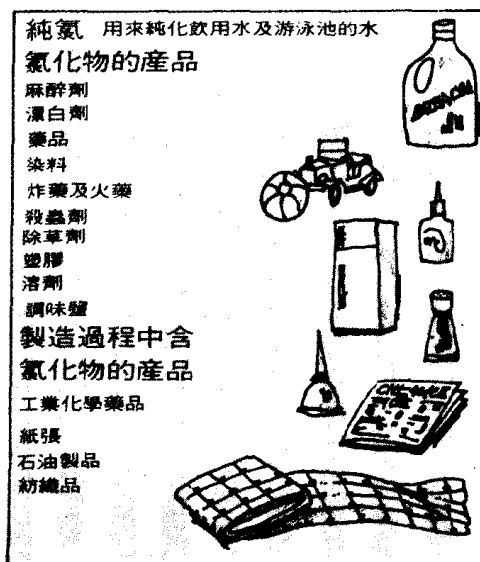 純氯 用來純化飲用水及游泳池的水
氯化物的産品
麻醉劑
漂白劑
藥品
染料
炸藥及火藥
殺蟲劑
除草劑
塑膠
溶劑
調味鹽
製造過程中含
氯化物的産品
工業化學藥品
紙張
石油製品
紡織品